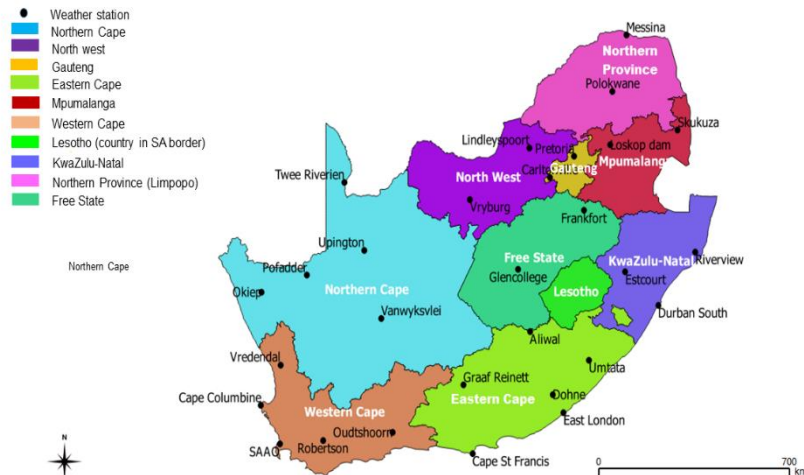 Weather station
Northern Cape
North west
Gauteng
Eastern Cape
Mpumalanga
Western Cape
Lesotho (country in SA border)
KwaZulu-Natal
Northern Province (Limpopo)
Free State
Northern Cape
Messina
Northern
Province
Polokwane
Skukuza
Lindleyspoort
Pretoria
Loskop dam
Mpumalanga
Gauteng
North West
Twee Riverien
Vryburg
Frankfort
Upington
Free State
KwaZulu-Natal
Riverview
Pofadder
Glencollege
Estcourt
Okiep
Northern Cape
Lesotho
Vanwyksvlei
Durban South
Aliwal
Vredendal
Umtata
Graaf Reinett
Cape Columbine
Dohne
Eastern Cape
Western Cape
East London
Oudtshoorn
SAAO
Robertson
Cape St Francis
N
0
700
km